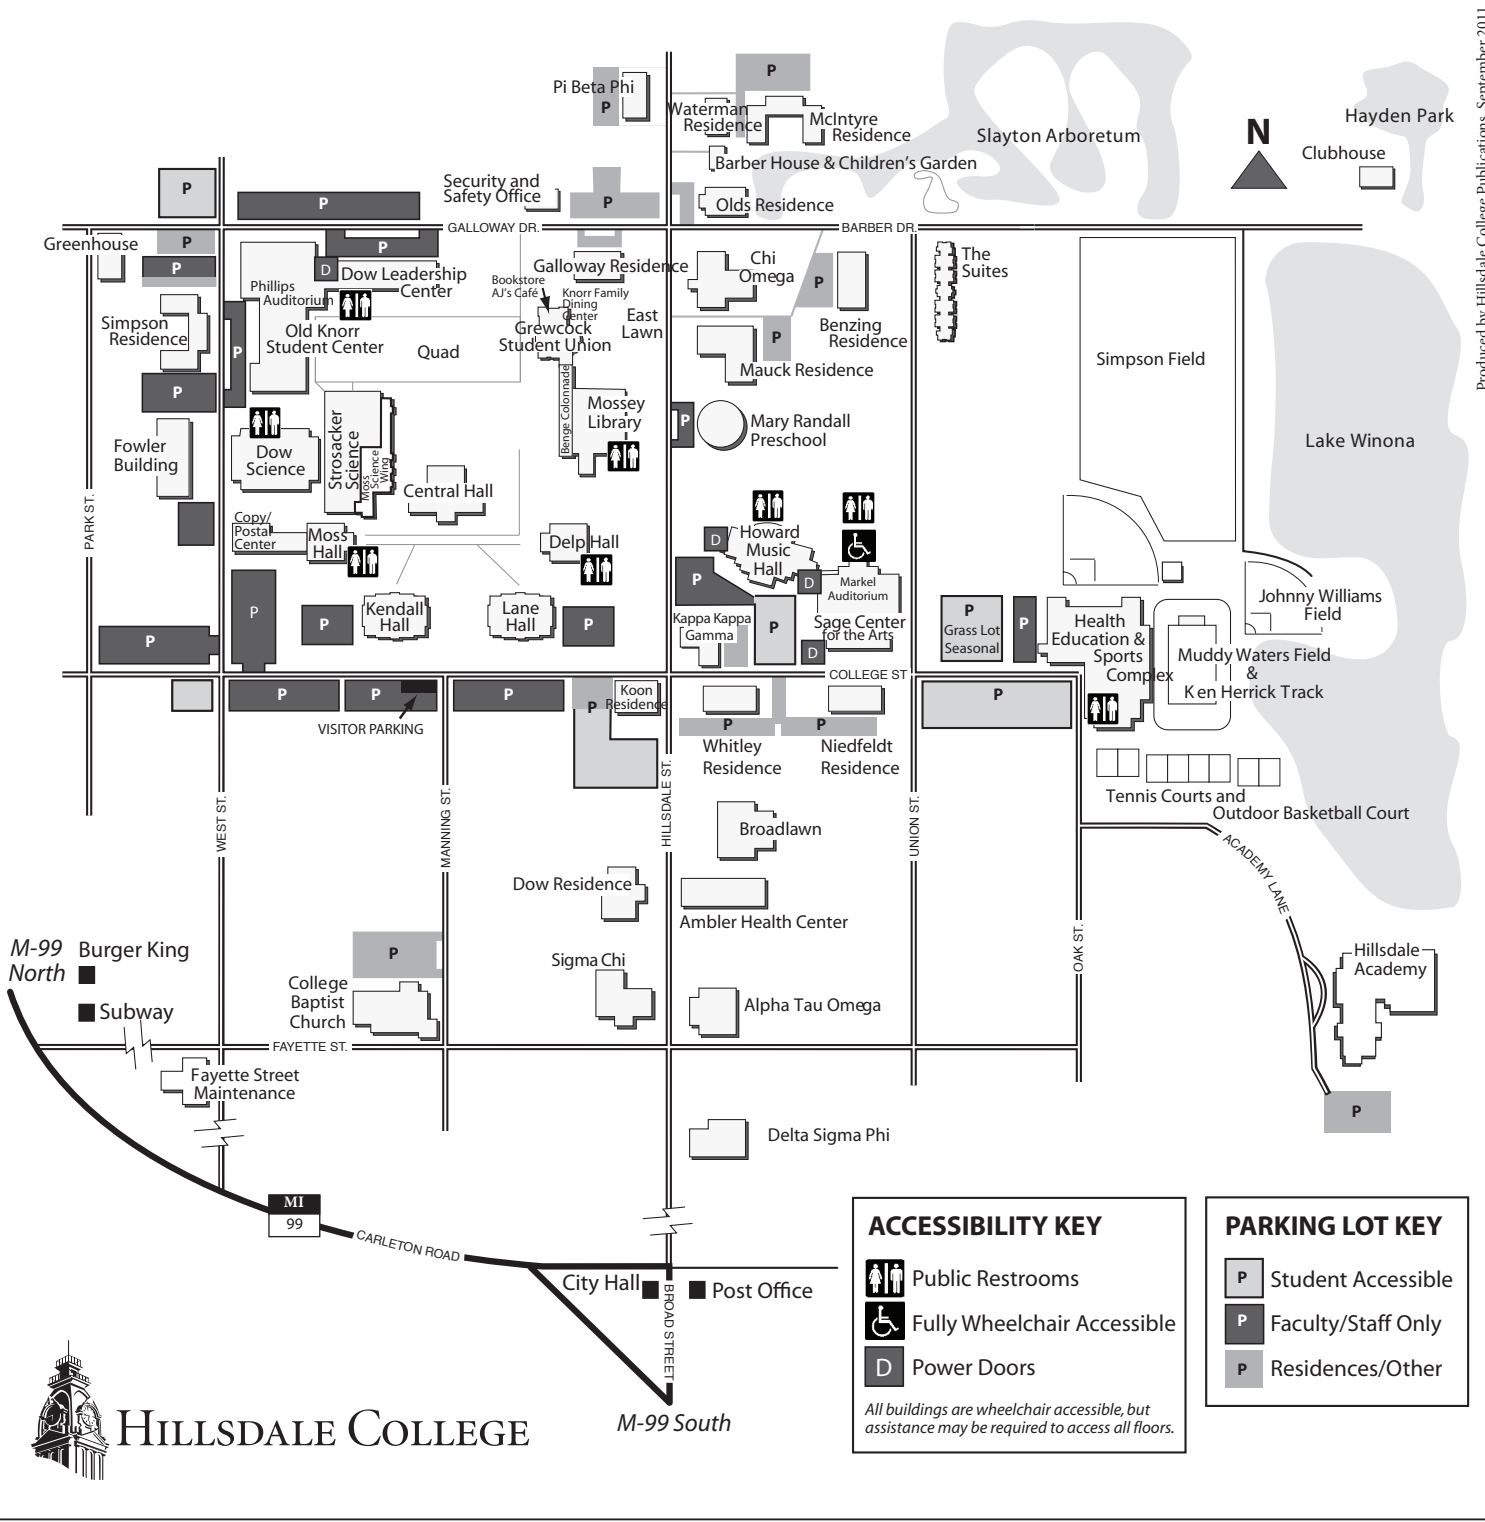 Produced by Hillsdale College Publications, September 2011
Pi Beta Phi
P
P
Waterman
Residence
McIntyre
Residence
Slayton Arboretum
N
Hayden Park
Clubhouse
Barber House & Children's Garden
P
P
Security and
Safety Office
P
Olds Residence
GALLOWAY DR.
BARBER DR.
Greenhouse
P
P
P
D
Dow Leadership
Center
Phillips
Auditorium
Bookstore
AJ's Café
Galloway Residence
Knorr Family
Dining
Center
Chi
Omega
P
The
Suites
Simpson
Residence
P
Old Knorr
Student Center
Quad
Grewcock
Student Union
East
Lawn
P
Benzing
Residence
Mauck Residence
Simpson Field
P
Fowler
Building
Dow
Science
Strosacker
Science
Moss
Science
Wing
Central Hall
Benge Colonnade
Mossey
Library
P
Mary Randall
Preschool
Lake Winona
PARK ST.
Copy/
Postal
Center
Moss
Hall
Delp Hall
D
Howard
Music
Hall
D
Markel
Auditorium
P
P
P
Kendall
Hall
Lane
Hall
P
P
Kappa Kappa
Gamma
P
Sage Center
for the Arts
D
P
Grass Lot
Seasonal
P
Health
Education &
Sports
Complex
Johnny Williams
Field
Muddy Waters Field
&
Ken Herrick Track
COLLEGE ST
P
P
P
VISITOR PARKING
P
Koon
Residence
P
P
P
Whitley
Residence
Niedfeldt
Residence
WEST ST.
MANNING ST.
HILLSDALE ST.
UNION ST.
Tennis Courts and
Outdoor Basketball Court
Broadlawn
ACADEMY LANE
Dow Residence
Ambler Health Center
OAK ST.
M-99
North
Burger King
Subway
P
College
Baptist
Church
Sigma Chi
Alpha Tau Omega
Hillsdale
Academy
FAYETTE ST.
Fayette Street
Maintenance
P
Delta Sigma Phi
MI
99
CARLETON ROAD
City Hall
Post Office
BROAD STREET
M-99 South
ACCESSIBILITY KEY
Public Restrooms
Fully Wheelchair Accessible
D Power Doors
All buildings are wheelchair accessible, but
assistance may be required to access all floors.
PARKING LOT KEY
P Student Accessible
P Faculty/Staff Only
P Residences/Other
HILLSDALE COLLEGE